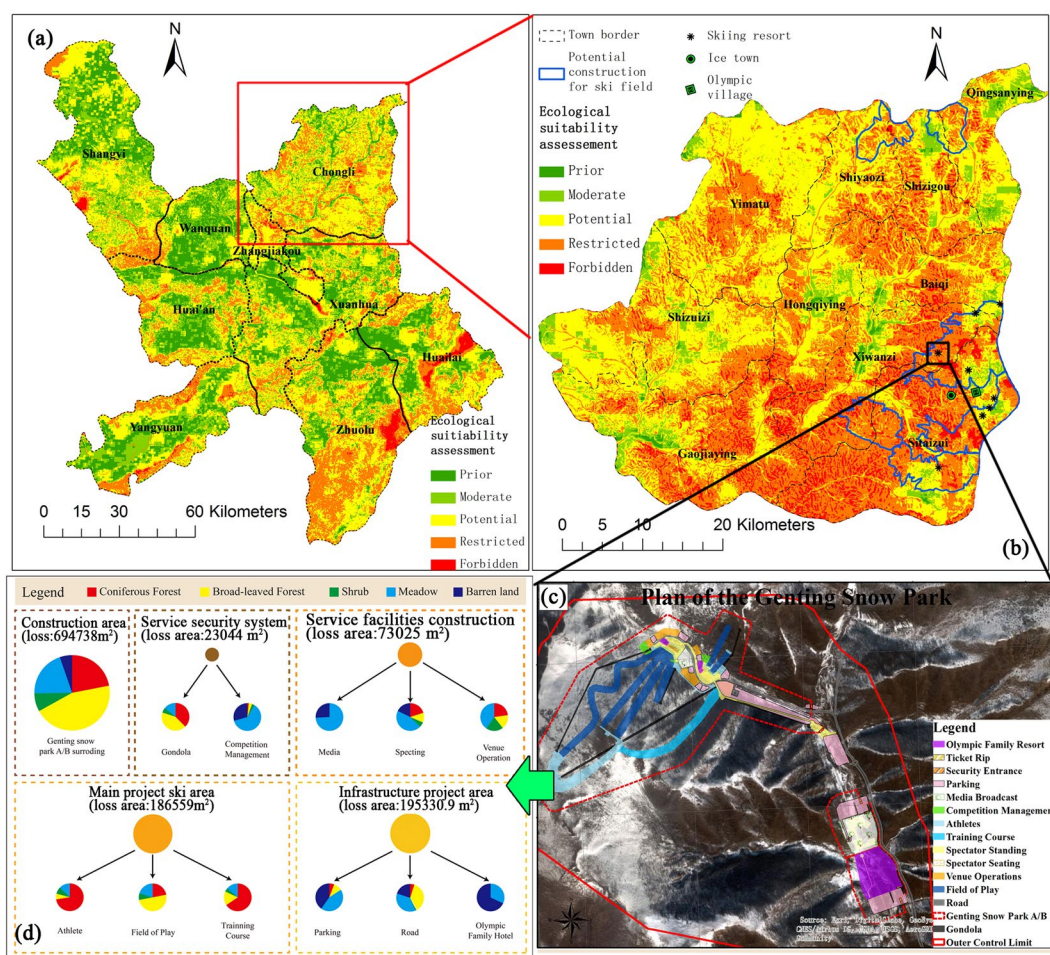 (a)
N
Shangyi
Chongli
Wanquan
Zhangjiakou
Xuanhua
Huai'an
Huailai
Yangyuan
Zhuolu
Ecological
suitiability
assessment
Prior
Moderate
Potential
Restricted
Forbidden
0 15 30 60 Kilometers
Town border
Potential
construction
for ski field
Skiing resort
Ice town
Olympic
village
N
Ecological
suitability
assessement
Prior
Moderate
Potential
Restricted
Forbidden
Qingsanying
Shiyaozi
Shizigou
Yimatu
Baiqi
Hongqiying
Shizuizi
Xiwanzi
Sitaizui
Gaojiaying
0 5 10 20 Kilometers
(b)
Legend
Coniferous Forest
Broad-leaved Forest
Shrub
Meadow
Barren land
Construction area
(loss:694738m²)
Genting snow
park A/B surroding
Service security system
(loss area:23044 m²)
Gondola
Competition
Management
Service facilities construction
(loss area:73025 m²)
Media
Specting
Venue
Operation
Main project ski area
(loss area:186559m²)
Athlete
Field of Play
Trainning
Course
Infrastructure project area
(loss area:195330.9 m²)
Parking
Road
Olympic
Family Hotel
(d)
(c)
Plan of the Genting Snow Park
Legend
Olympic Family Resort
Ticket Rip
Security Entrance
Parking
Media Broadcast
Competition Management
Athletes
Training Course
Spectator Standing
Spectator Seating
Venue Operations
Field of Play
Road
Genting Snow Park A/B
Gondola
Outer Control Limit
Source: Esri, DigitalGlobe, GeoEye